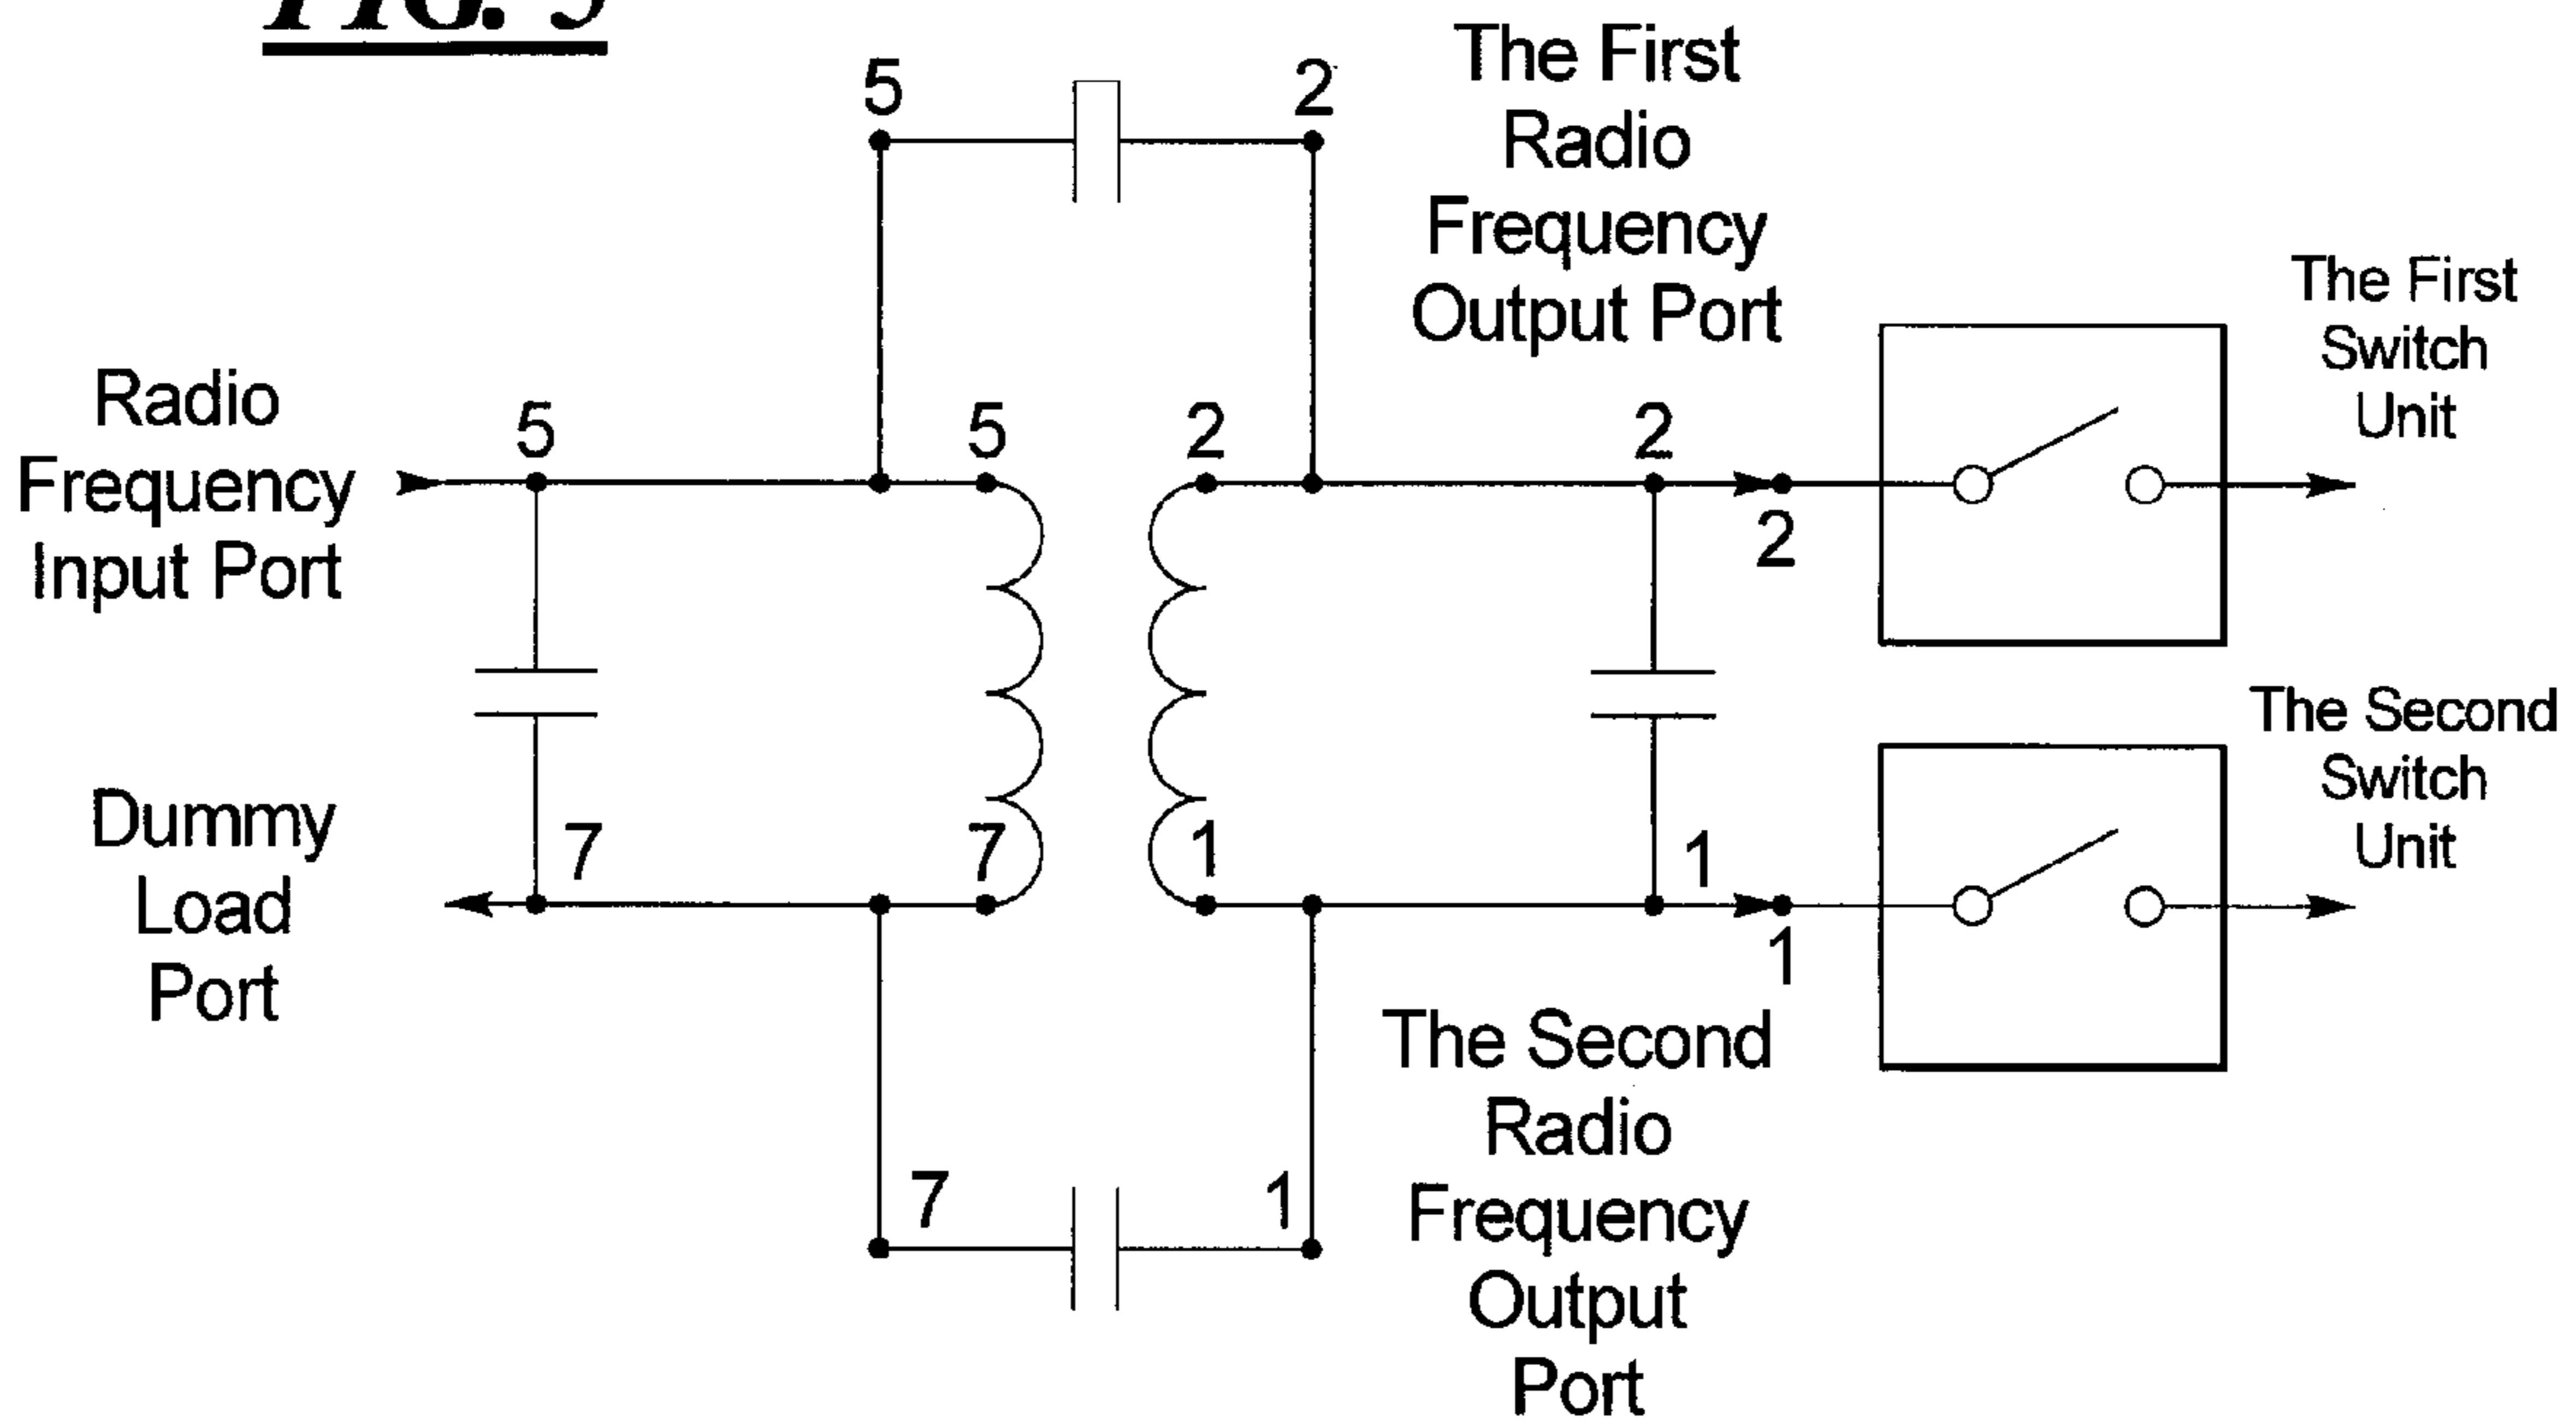 FIG. 5
5
2
The First
Radio
Frequency
Output Port
The First
Switch
Unit
Radio
Frequency
Input Port
5
5
2
2
2
The Second
Switch
Unit
Dummy
Load
Port
7
7
1
1
1
The Second
Radio
Frequency
Output
Port
7
1